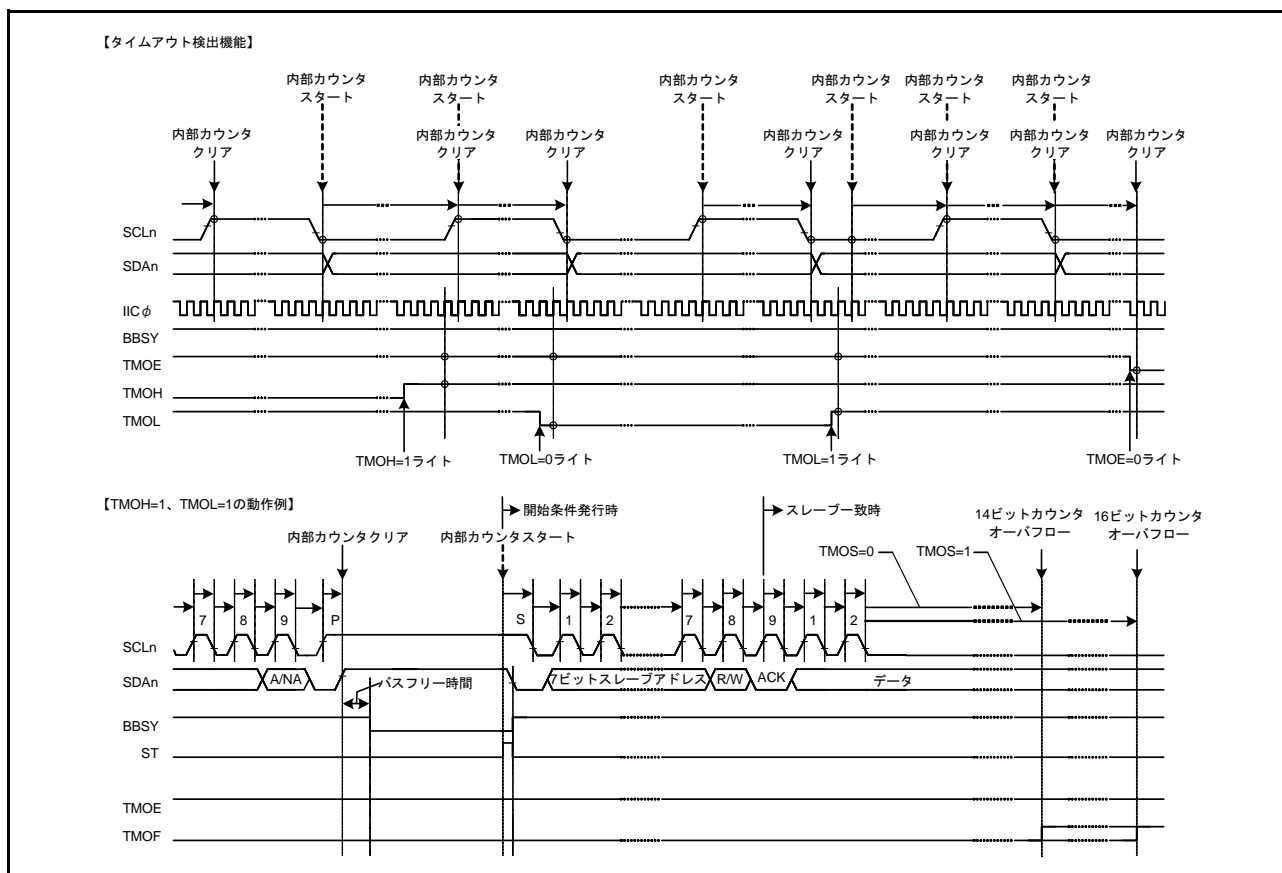 【タイムアウト検出機能】
内部カウンタ
スタート
内部カウンタ
スタート
内部カウンタ
スタート
内部カウンタ
スタート
内部カウンタ
スタート
内部カウンタ
スタート
内部カウンタ
クリア
内部カウンタ
クリア
内部カウンタ
クリア
内部カウンタ
クリア
内部カウンタ
クリア
内部カウンタ
クリア
内部カウンタ
クリア
SCLn
SDAn
IICφ
BBSY
TMOE
TMOH
TMOL
TMOH=1ライト
TMOL=0ライト
TMOL=1ライト
TMOE=0ライト
【TMOH=1、TMOL=1の動作例】
開始条件発行時
スレーブ一致時
14ビットカウンタ
オーバフロー
16ビットカウンタ
オーバフロー
内部カウンタクリア
内部カウンタスタート
TMOS=0
TMOS=1
7 8 9 P S 1 2 7 8 9 1 2
SCLn
SDAn
A/NA
バスフリー時間
7ビットスレーブアドレス
R/W
ACK
データ
BBSY
ST
TMOE
TMOF